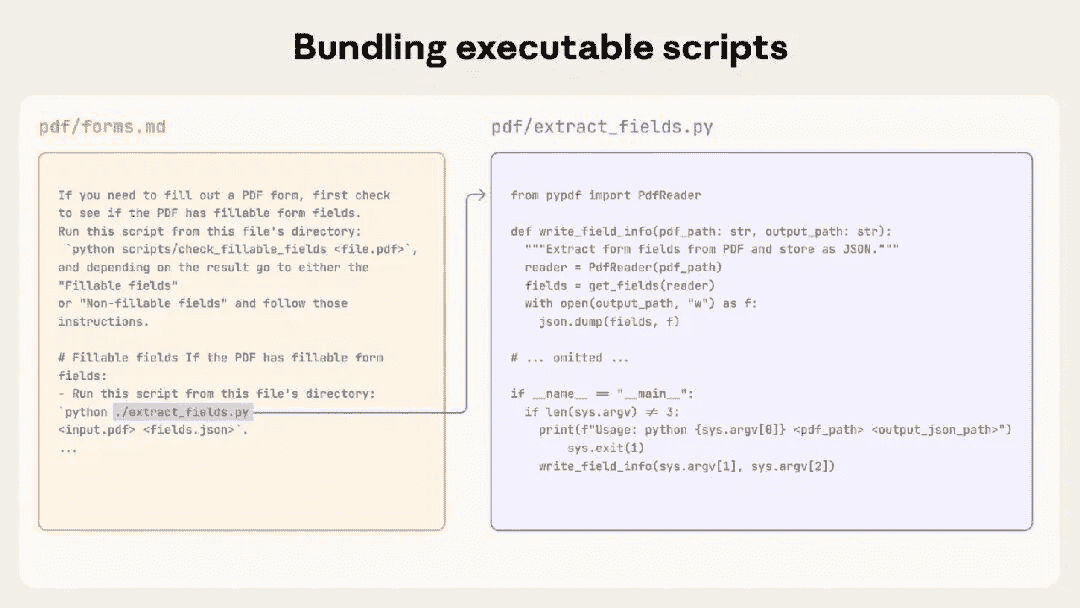 Bundling executable scripts
pdf/forms.md
If you need to fill out a PDF form, first check
to see if the PDF has fillable form fields.
Run this script from this file's directory:
`python scripts/check_fillable_fields <file.pdf>`,
and depending on the result go to either the
"Fillable fields"
or "Non-fillable fields" and follow those
instructions.
# Fillable fields If the PDF has fillable form
fields:
- Run this script from this file's directory:
`python ./extract_fields.py
<input.pdf> <fields.json>`.
...
pdf/extract_fields.py
from pypdf import PdfReader
def write_field_info(pdf_path: str, output_path: str):
"""Extract form fields from PDF and store as JSON."""
reader = PdfReader(pdf_path)
fields = get_fields(reader)
with open(output_path, "w") as f:
json.dump(fields, f)
# ... omitted ...
if __name__ == "__main__":
if len(sys.argv) ≠ 3:
print(f"Usage: python {sys.argv[0]} <pdf_path> <output_json_path>")
sys.exit(1)
write_field_info(sys.argv[1], sys.argv[2])